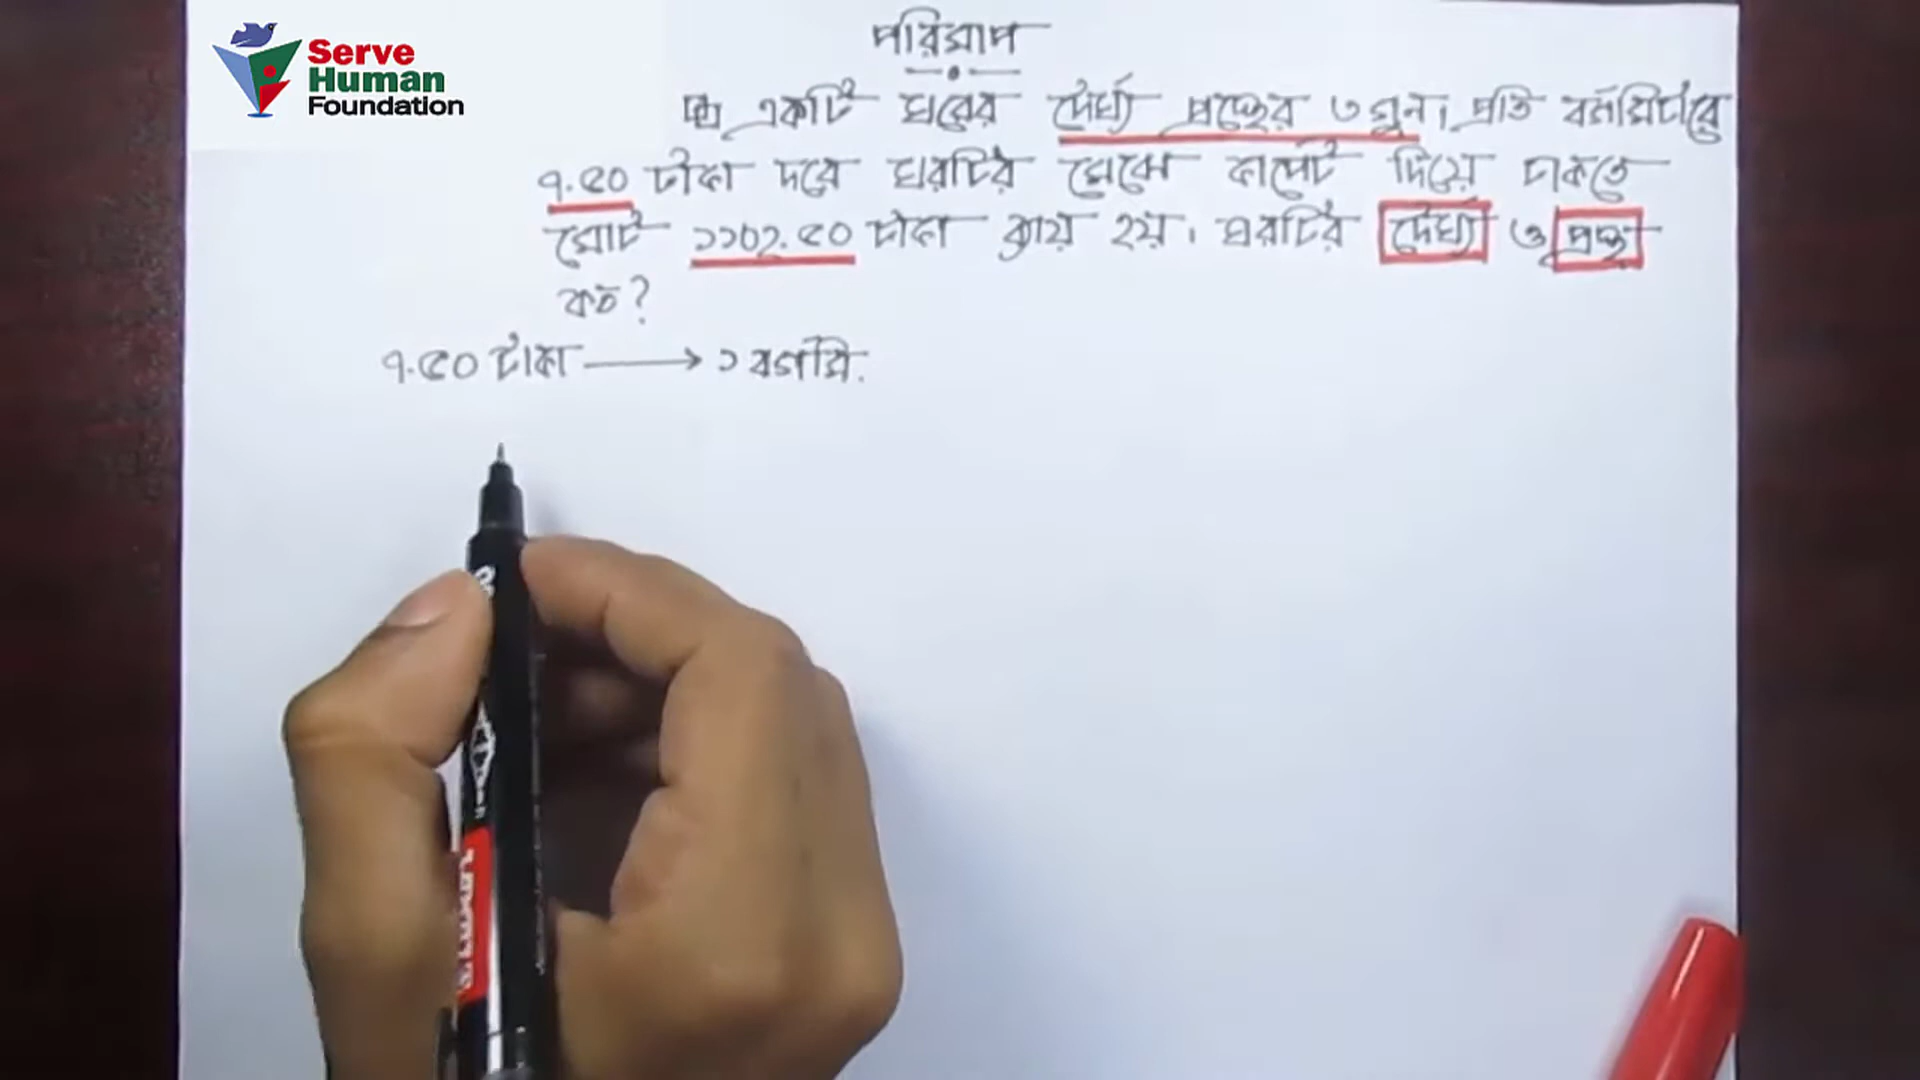 Serve
Human
Foundation
পরিমাপ
একটি ঘরের দৈর্ঘ্য প্রস্থের ৩ গুন। প্রতি বর্গমিটারে
৭.৫০ টাকা দরে ঘরটির মেঝে কার্পেট দিয়ে ঢাকতে
মোট ১১০২.৫০ টাকা ব্যয় হয়। ঘরটির দৈর্ঘ্য ও প্রস্থ
কত?
৭.৫০ টাকা → ১ বর্গমি.